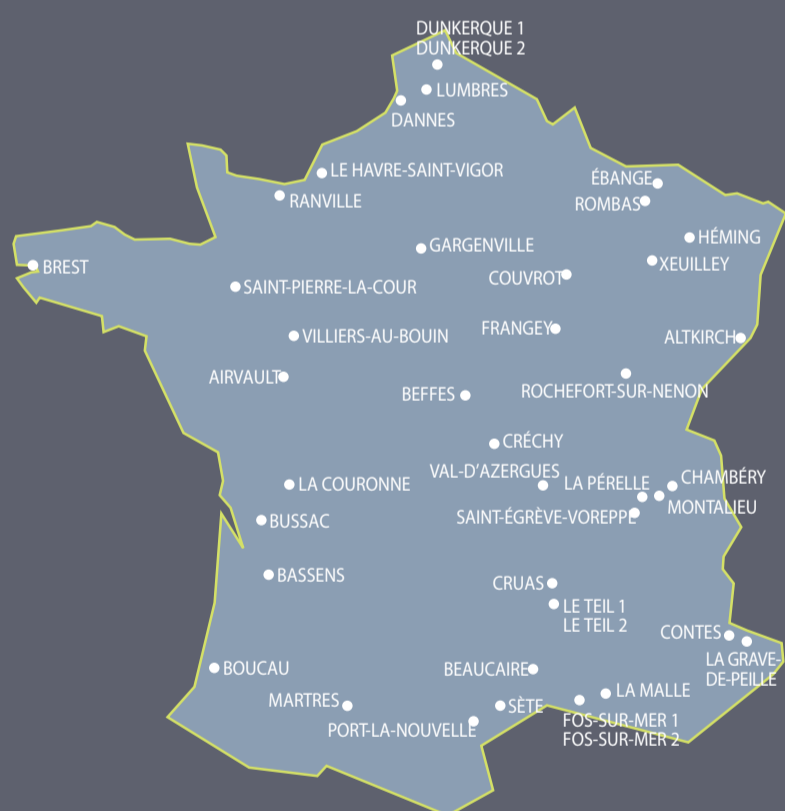 DUNKERQUE 1
DUNKERQUE 2
LUMBRES
DANNES
LE HAVRE-SAINT-VIGOR
ÉBANGE
RANVILLE
ROMBAS
HÉMING
GARGENVILLE
BREST
XEUILLEY
COUVROT
SAINT-PIERRE-LA-COUR
FRANGEY
VILLIERS-AU-BOUIN
ALTKIRCH
AIRVAULT
BEFFES
ROCHEFORT-SUR-NENON
CRÉCHY
VAL-D'AZERGUES
CHAMBÉRY
LA COURONNE
LA PÉRELLE
MONTALIEU
BUSSAC
SAINT-ÉGRÈVE-VOREPPE
BASSENS
CRUAS
LE TEIL 1
LE TEIL 2
CONTES
LA GRAVE-
DE-PEILLE
BOUCAU
BEAUCAIRE
MARTRES
LA MALLE
SÈTE
PORT-LA-NOUVELLE
FOS-SUR-MER 1
FOS-SUR-MER 2